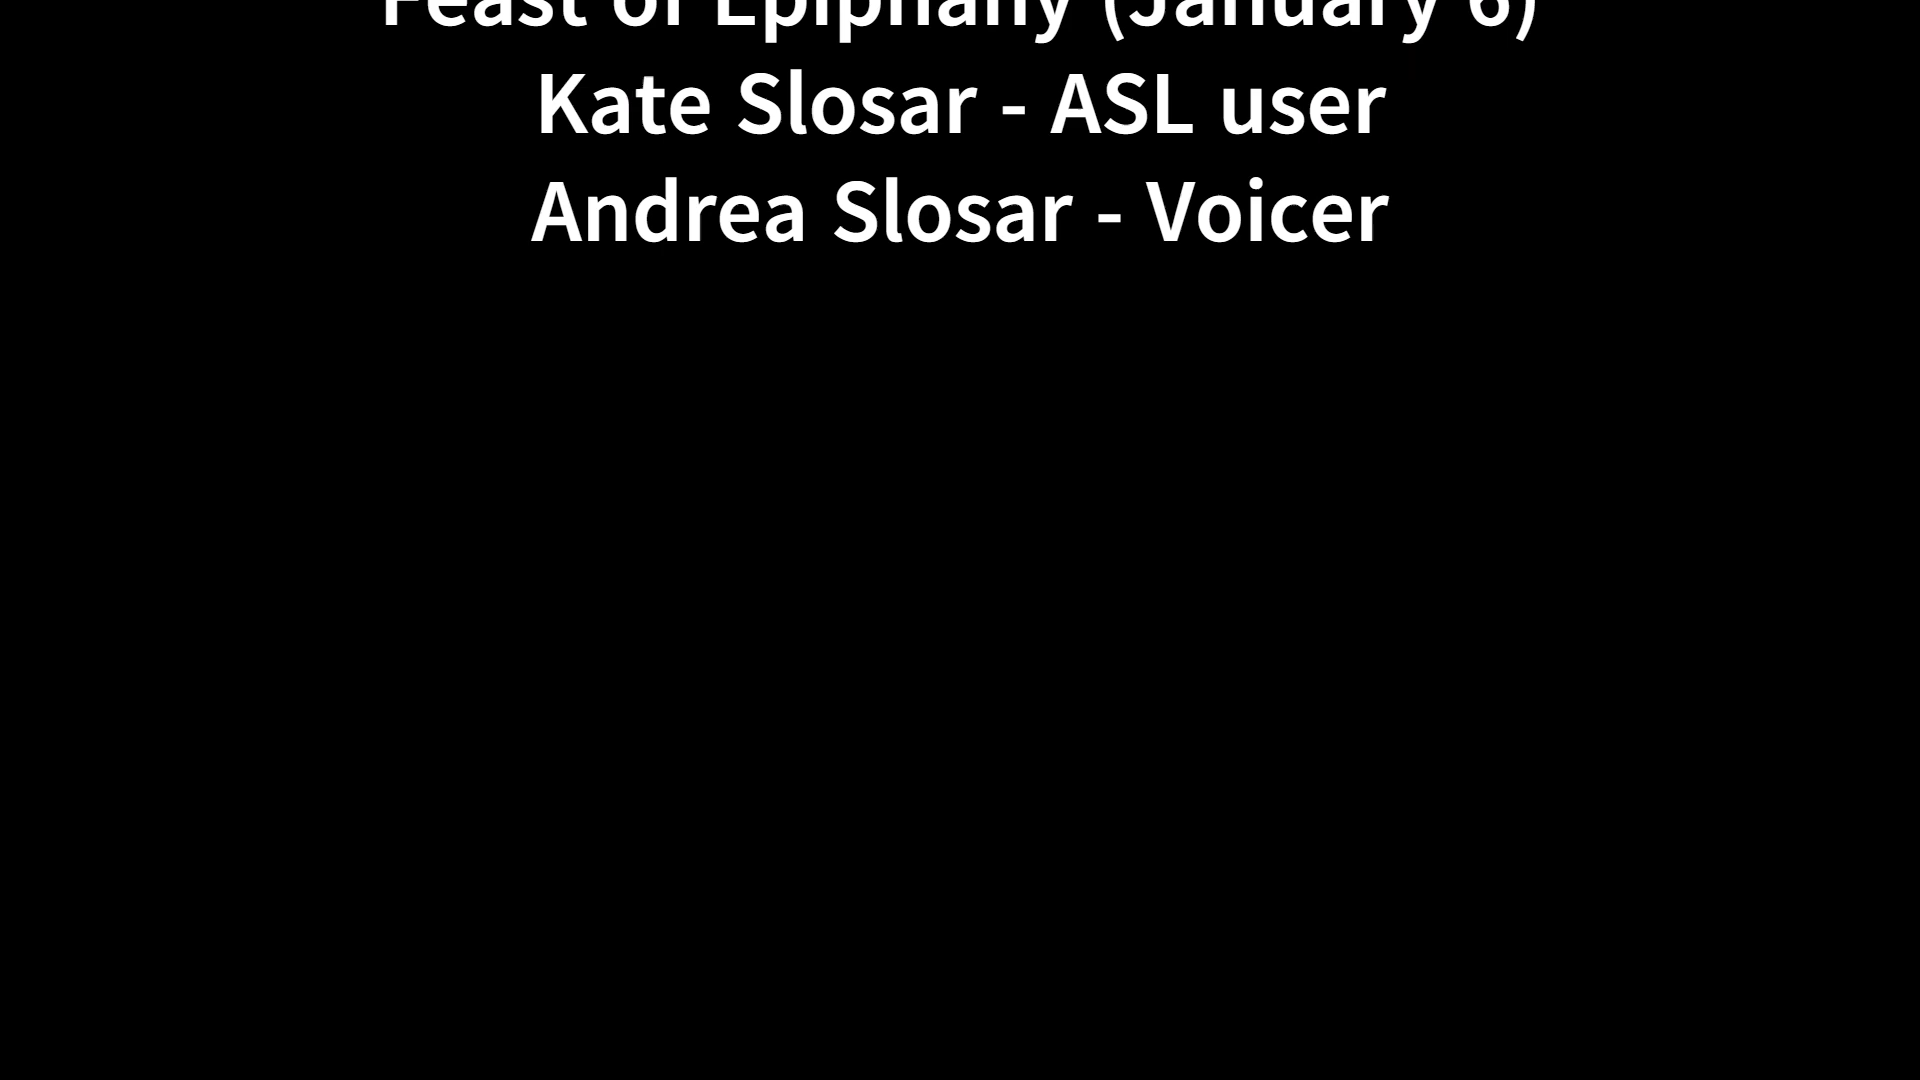 Feast of Epiphany (January 6)
Kate Slosar - ASL user
Andrea Slosar - Voicer